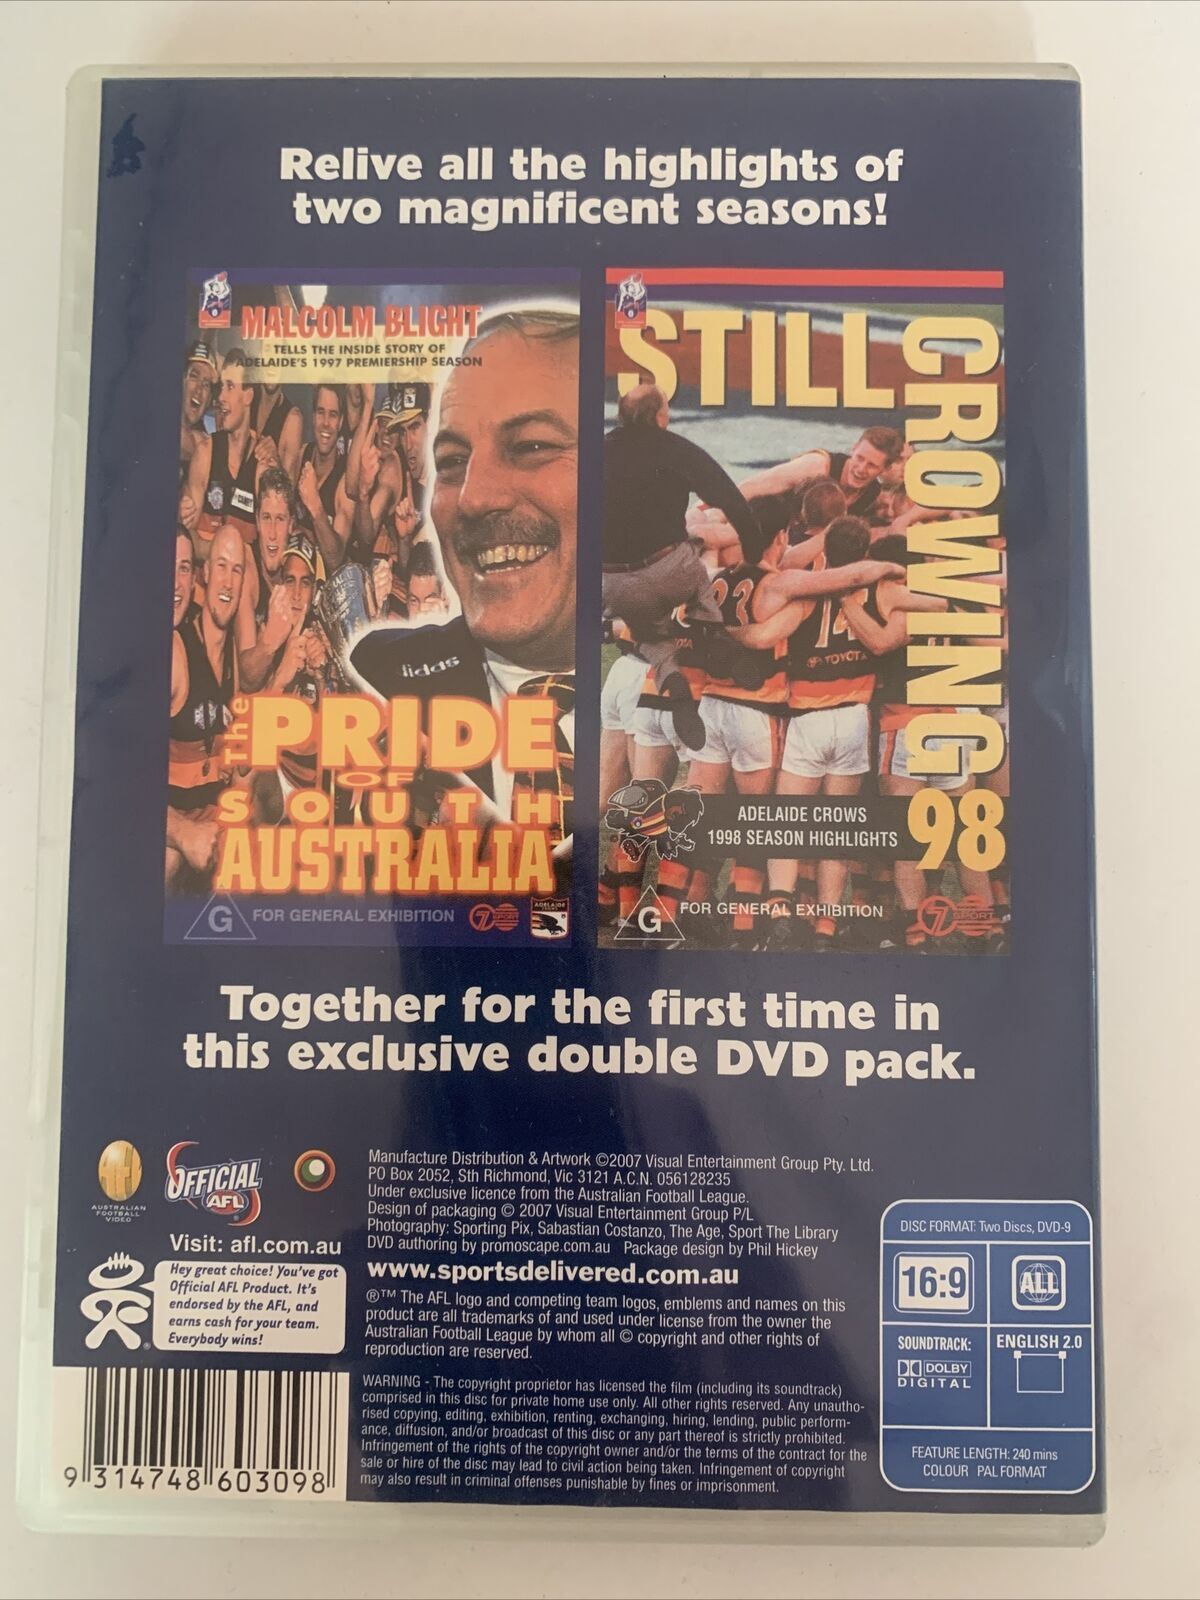 Relive all the highlights of
two magnificent seasons!
MALCOLM BLIGHT
TELLS THE INSIDE STORY OF
ADELAIDE'S 1997 PREMIERSHIP SEASON
adidas
The PRIDE
OF
SOUTH
AUSTRALIA
G FOR GENERAL EXHIBITION
7 SPORT
ADELAIDE
STILL
CROWING
98
23
14
TOYOTA
ADELAIDE CROWS
1998 SEASON HIGHLIGHTS
G FOR GENERAL EXHIBITION
7 SPORT
Together for the first time in
this exclusive double DVD pack.
AUSTRALIAN
FOOTBALL
VIDEO
OFFICIAL
AFL
Visit: afl.com.au
Hey great choice! You've got
Official AFL Product. It's
endorsed by the AFL, and
earns cash for your team.
Everybody wins!
9 314748 603098
Manufacture Distribution & Artwork ©2007 Visual Entertainment Group Pty. Ltd.
PO Box 2052, Sth Richmond, Vic 3121 A.C.N. 056128235
Under exclusive licence from the Australian Football League.
Design of packaging © 2007 Visual Entertainment Group P/L
Photography: Sporting Pix, Sabastian Costanzo, The Age, Sport The Library
DVD authoring by promoscape.com.au Package design by Phil Hickey
www.sportsdelivered.com.au
®™ The AFL logo and competing team logos, emblems and names on this
product are all trademarks of and used under license from the owner the
Australian Football League by whom all © copyright and other rights of
reproduction are reserved.
WARNING - The copyright proprietor has licensed the film (including its soundtrack)
comprised in this disc for private home use only. All other rights reserved. Any unautho-
rised copying, editing, exhibition, renting, exchanging, hiring, lending, public perform-
ance, diffusion, and/or broadcast of this disc or any part thereof is strictly prohibited.
Infringement of the rights of the copyright owner and/or the terms of the contract for the
sale or hire of the disc may lead to civil action being taken. Infringement of copyright
may also result in criminal offenses punishable by fines or imprisonment.
DISC FORMAT: Two Discs, DVD-9
16:9
ALL
SOUNDTRACK:
DOLBY
DIGITAL
ENGLISH 2.0
FEATURE LENGTH: 240 mins
COLOUR PAL FORMAT